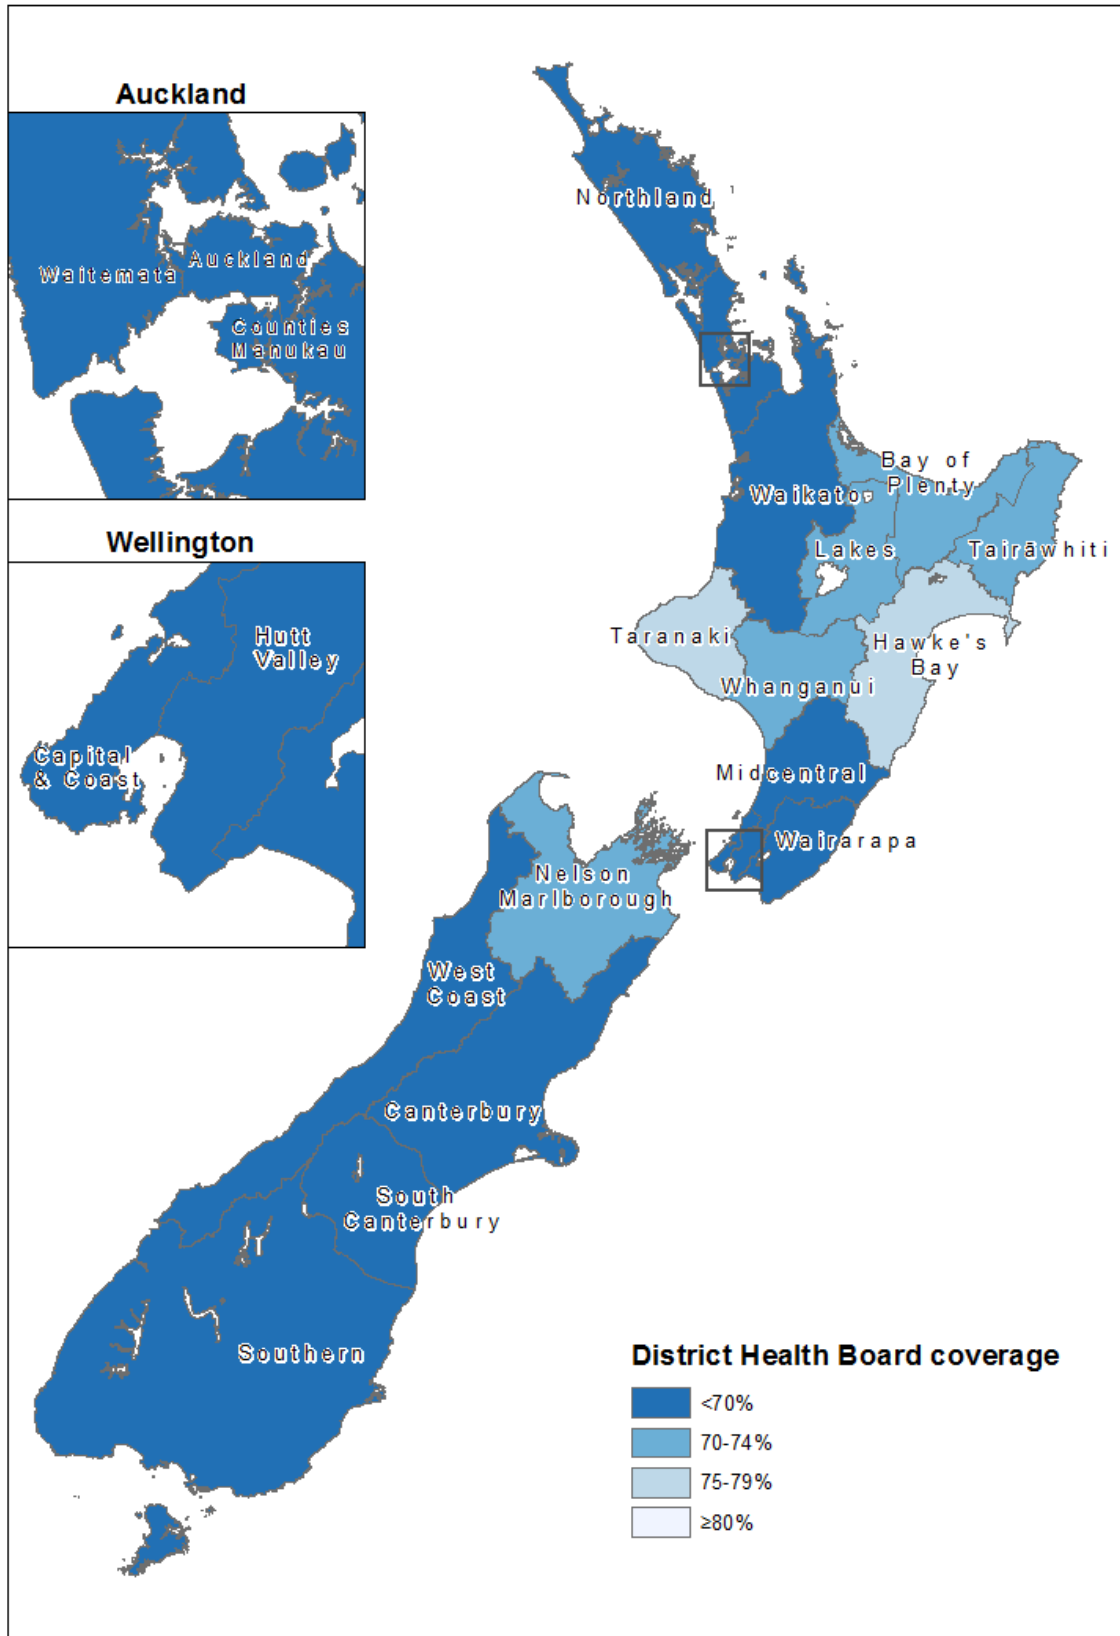 Auckland
Waitemata
Auckland
Counties
Manukau
Wellington
Hutt
Valley
Capital
& Coast
Northland
Bay of
Plenty
Waikato
Lakes
Tairāwhiti
Taranaki
Hawke's
Bay
Whanganui
Midcentral
Wairarapa
Nelson
Marlborough
West
Coast
Canterbury
South
Canterbury
Southern
District Health Board coverage
<70%
70-74%
75-79%
≥80%